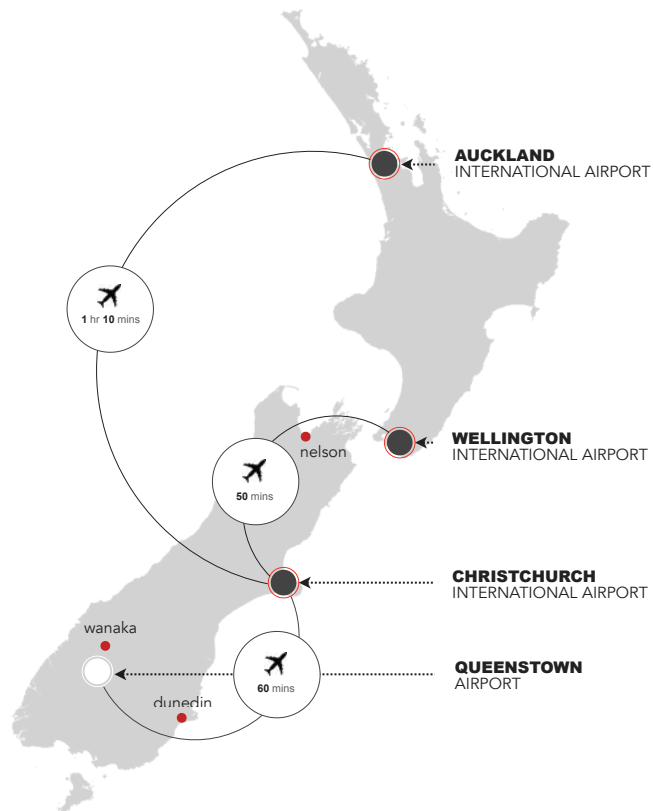 AUCKLAND
INTERNATIONAL AIRPORT
1 hr 10 mins
WELLINGTON
INTERNATIONAL AIRPORT
nelson
50 mins
CHRISTCHURCH
INTERNATIONAL AIRPORT
wanaka
QUEENSTOWN
AIRPORT
60 mins
dunedin